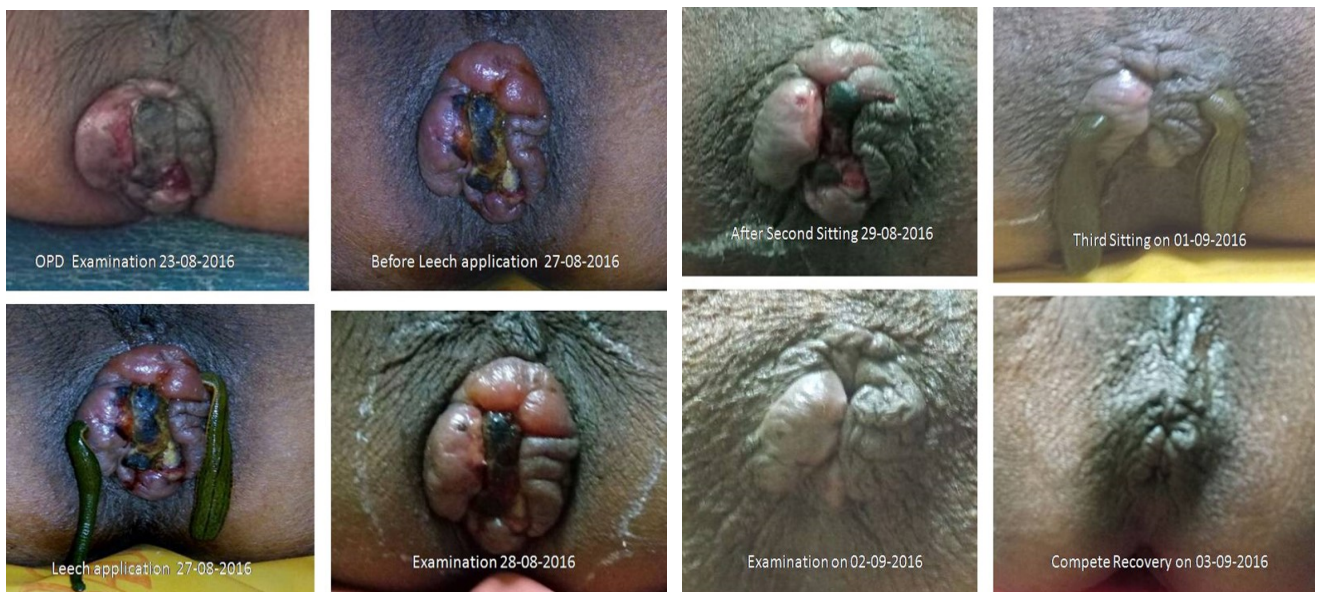 OPD Examination 23-08-2016
Before Leech application 27-08-2016
After Second Sitting 29-08-2016
Third Sitting on 01-09-2016
Leech application 27-08-2016
Examination 28-08-2016
Examination on 02-09-2016
Compete Recovery on 03-09-2016